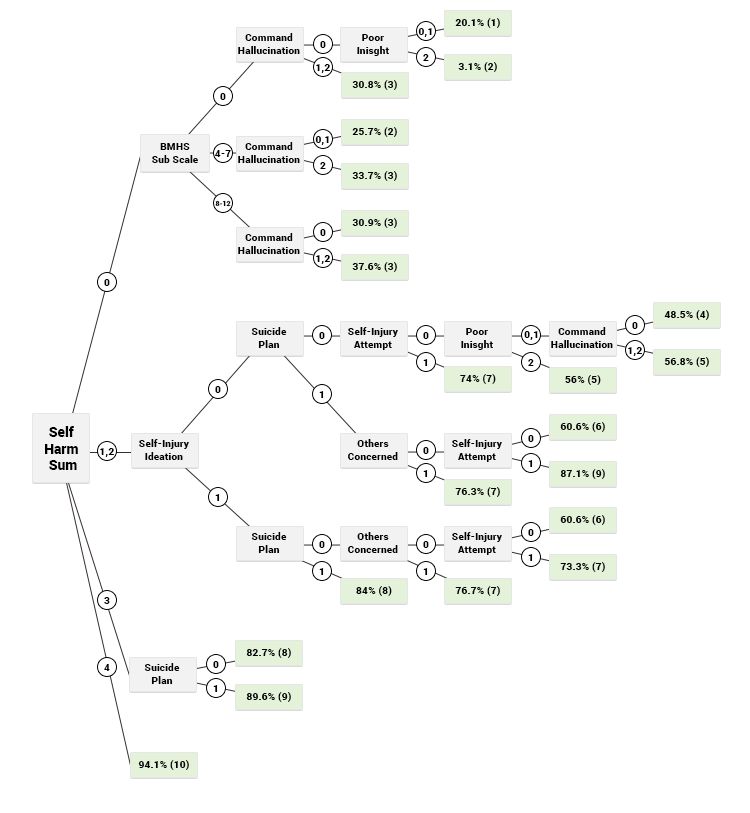 Command
Hallucination
0
Poor
Inisght
0,1
20.1% (1)
2
3.1% (2)
1,2
30.8% (3)
0
BMHS
Sub Scale
4-7
Command
Hallucination
0,1
25.7% (2)
2
33.7% (3)
8-12
Command
Hallucination
0
30.9% (3)
1,2
37.6% (3)
0
Suicide
Plan
0
Self-Injury
Attempt
0
Poor
Inisght
0,1
Command
Hallucination
0
48.5% (4)
1,2
56.8% (5)
2
56% (5)
1
74% (7)
0
1
Self
Harm
Sum
1,2
Self-Injury
Ideation
Others
Concerned
0
Self-Injury
Attempt
0
60.6% (6)
1
87.1% (9)
1
76.3% (7)
1
Suicide
Plan
0
Others
Concerned
0
Self-Injury
Attempt
0
60.6% (6)
1
73.3% (7)
1
84% (8)
1
76.7% (7)
3
Suicide
Plan
0
82.7% (8)
1
89.6% (9)
4
94.1% (10)